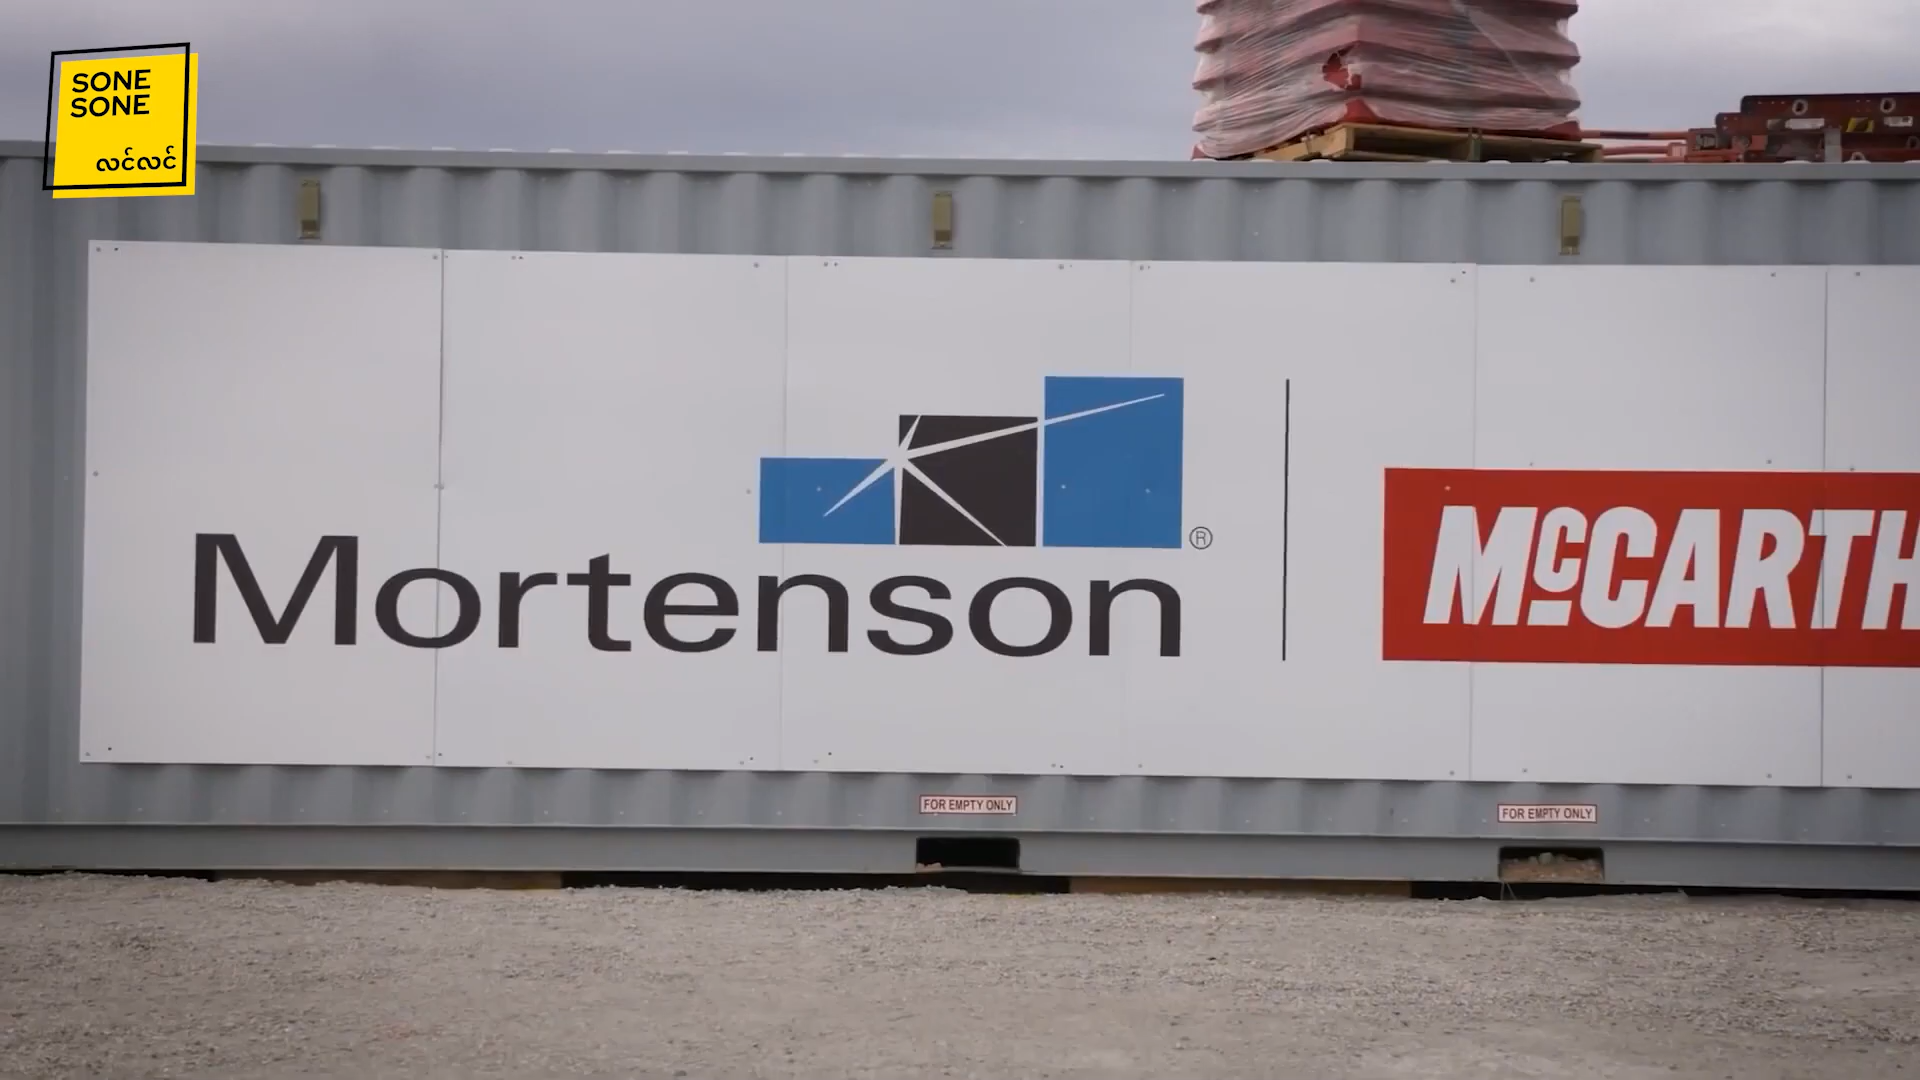 SONE
SONE
လင်းလင်း
Mortenson
®
McCARTH
FOR EMPTY ONLY
FOR EMPTY ONLY